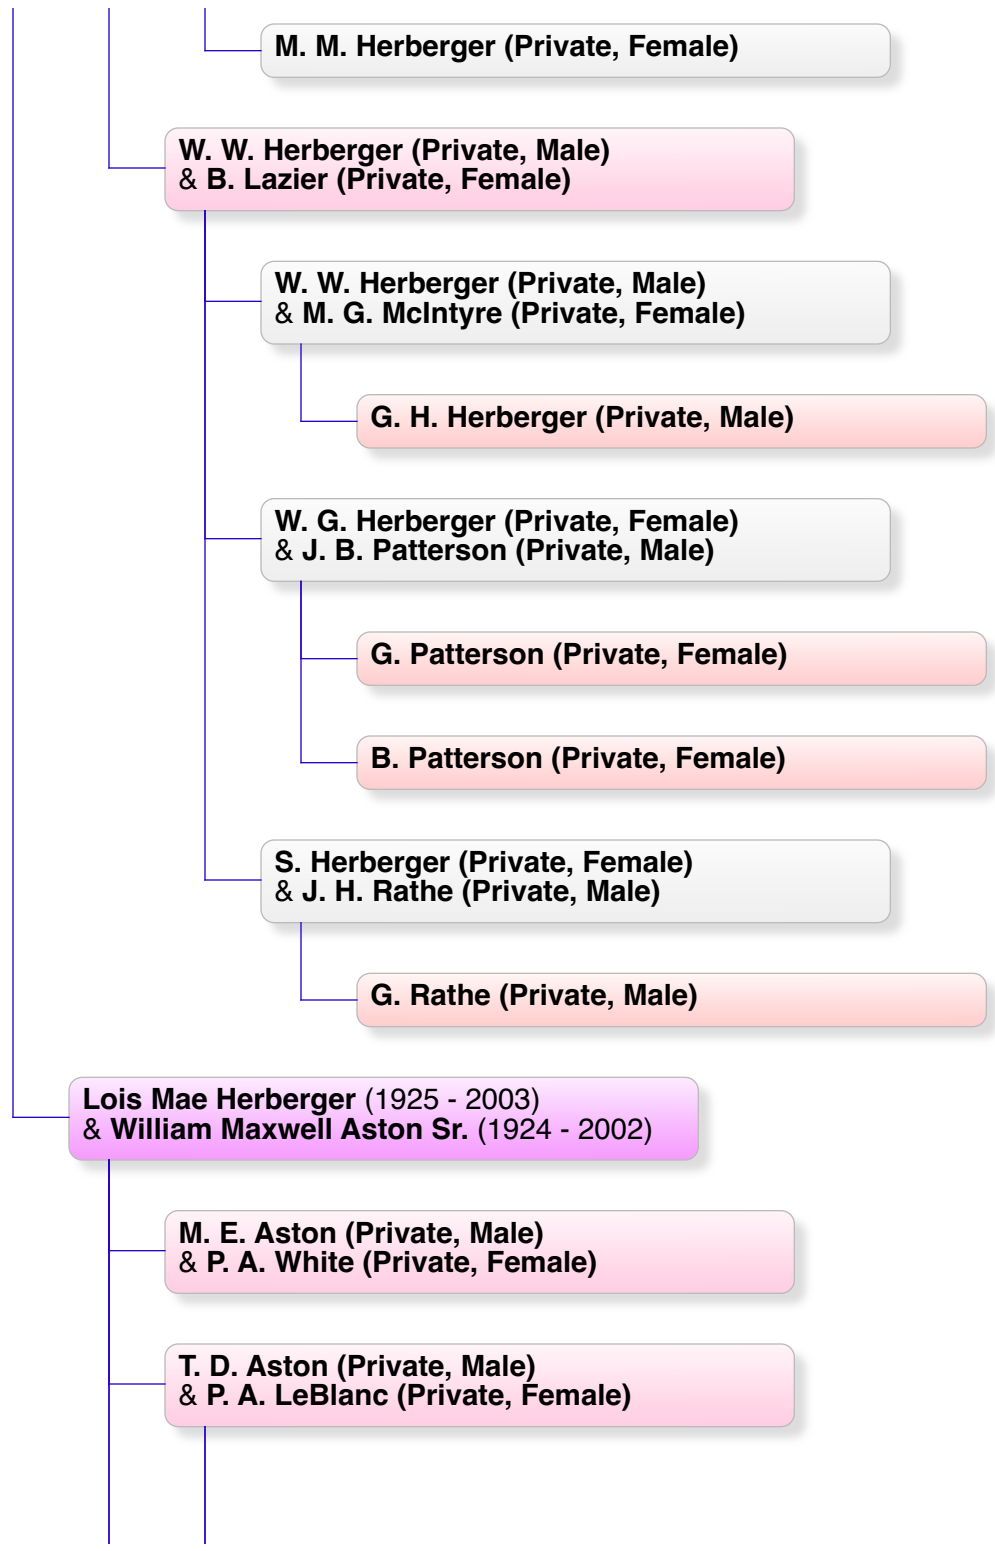 M. M. Herberger (Private, Female)
W. W. Herberger (Private, Male)
& B. Lazier (Private, Female)
W. W. Herberger (Private, Male)
& M. G. McIntyre (Private, Female)
G. H. Herberger (Private, Male)
W. G. Herberger (Private, Female)
& J. B. Patterson (Private, Male)
G. Patterson (Private, Female)
B. Patterson (Private, Female)
S. Herberger (Private, Female)
& J. H. Rathe (Private, Male)
G. Rathe (Private, Male)
Lois Mae Herberger (1925 - 2003)
& William Maxwell Aston Sr. (1924 - 2002)
M. E. Aston (Private, Male)
& P. A. White (Private, Female)
T. D. Aston (Private, Male)
& P. A. LeBlanc (Private, Female)